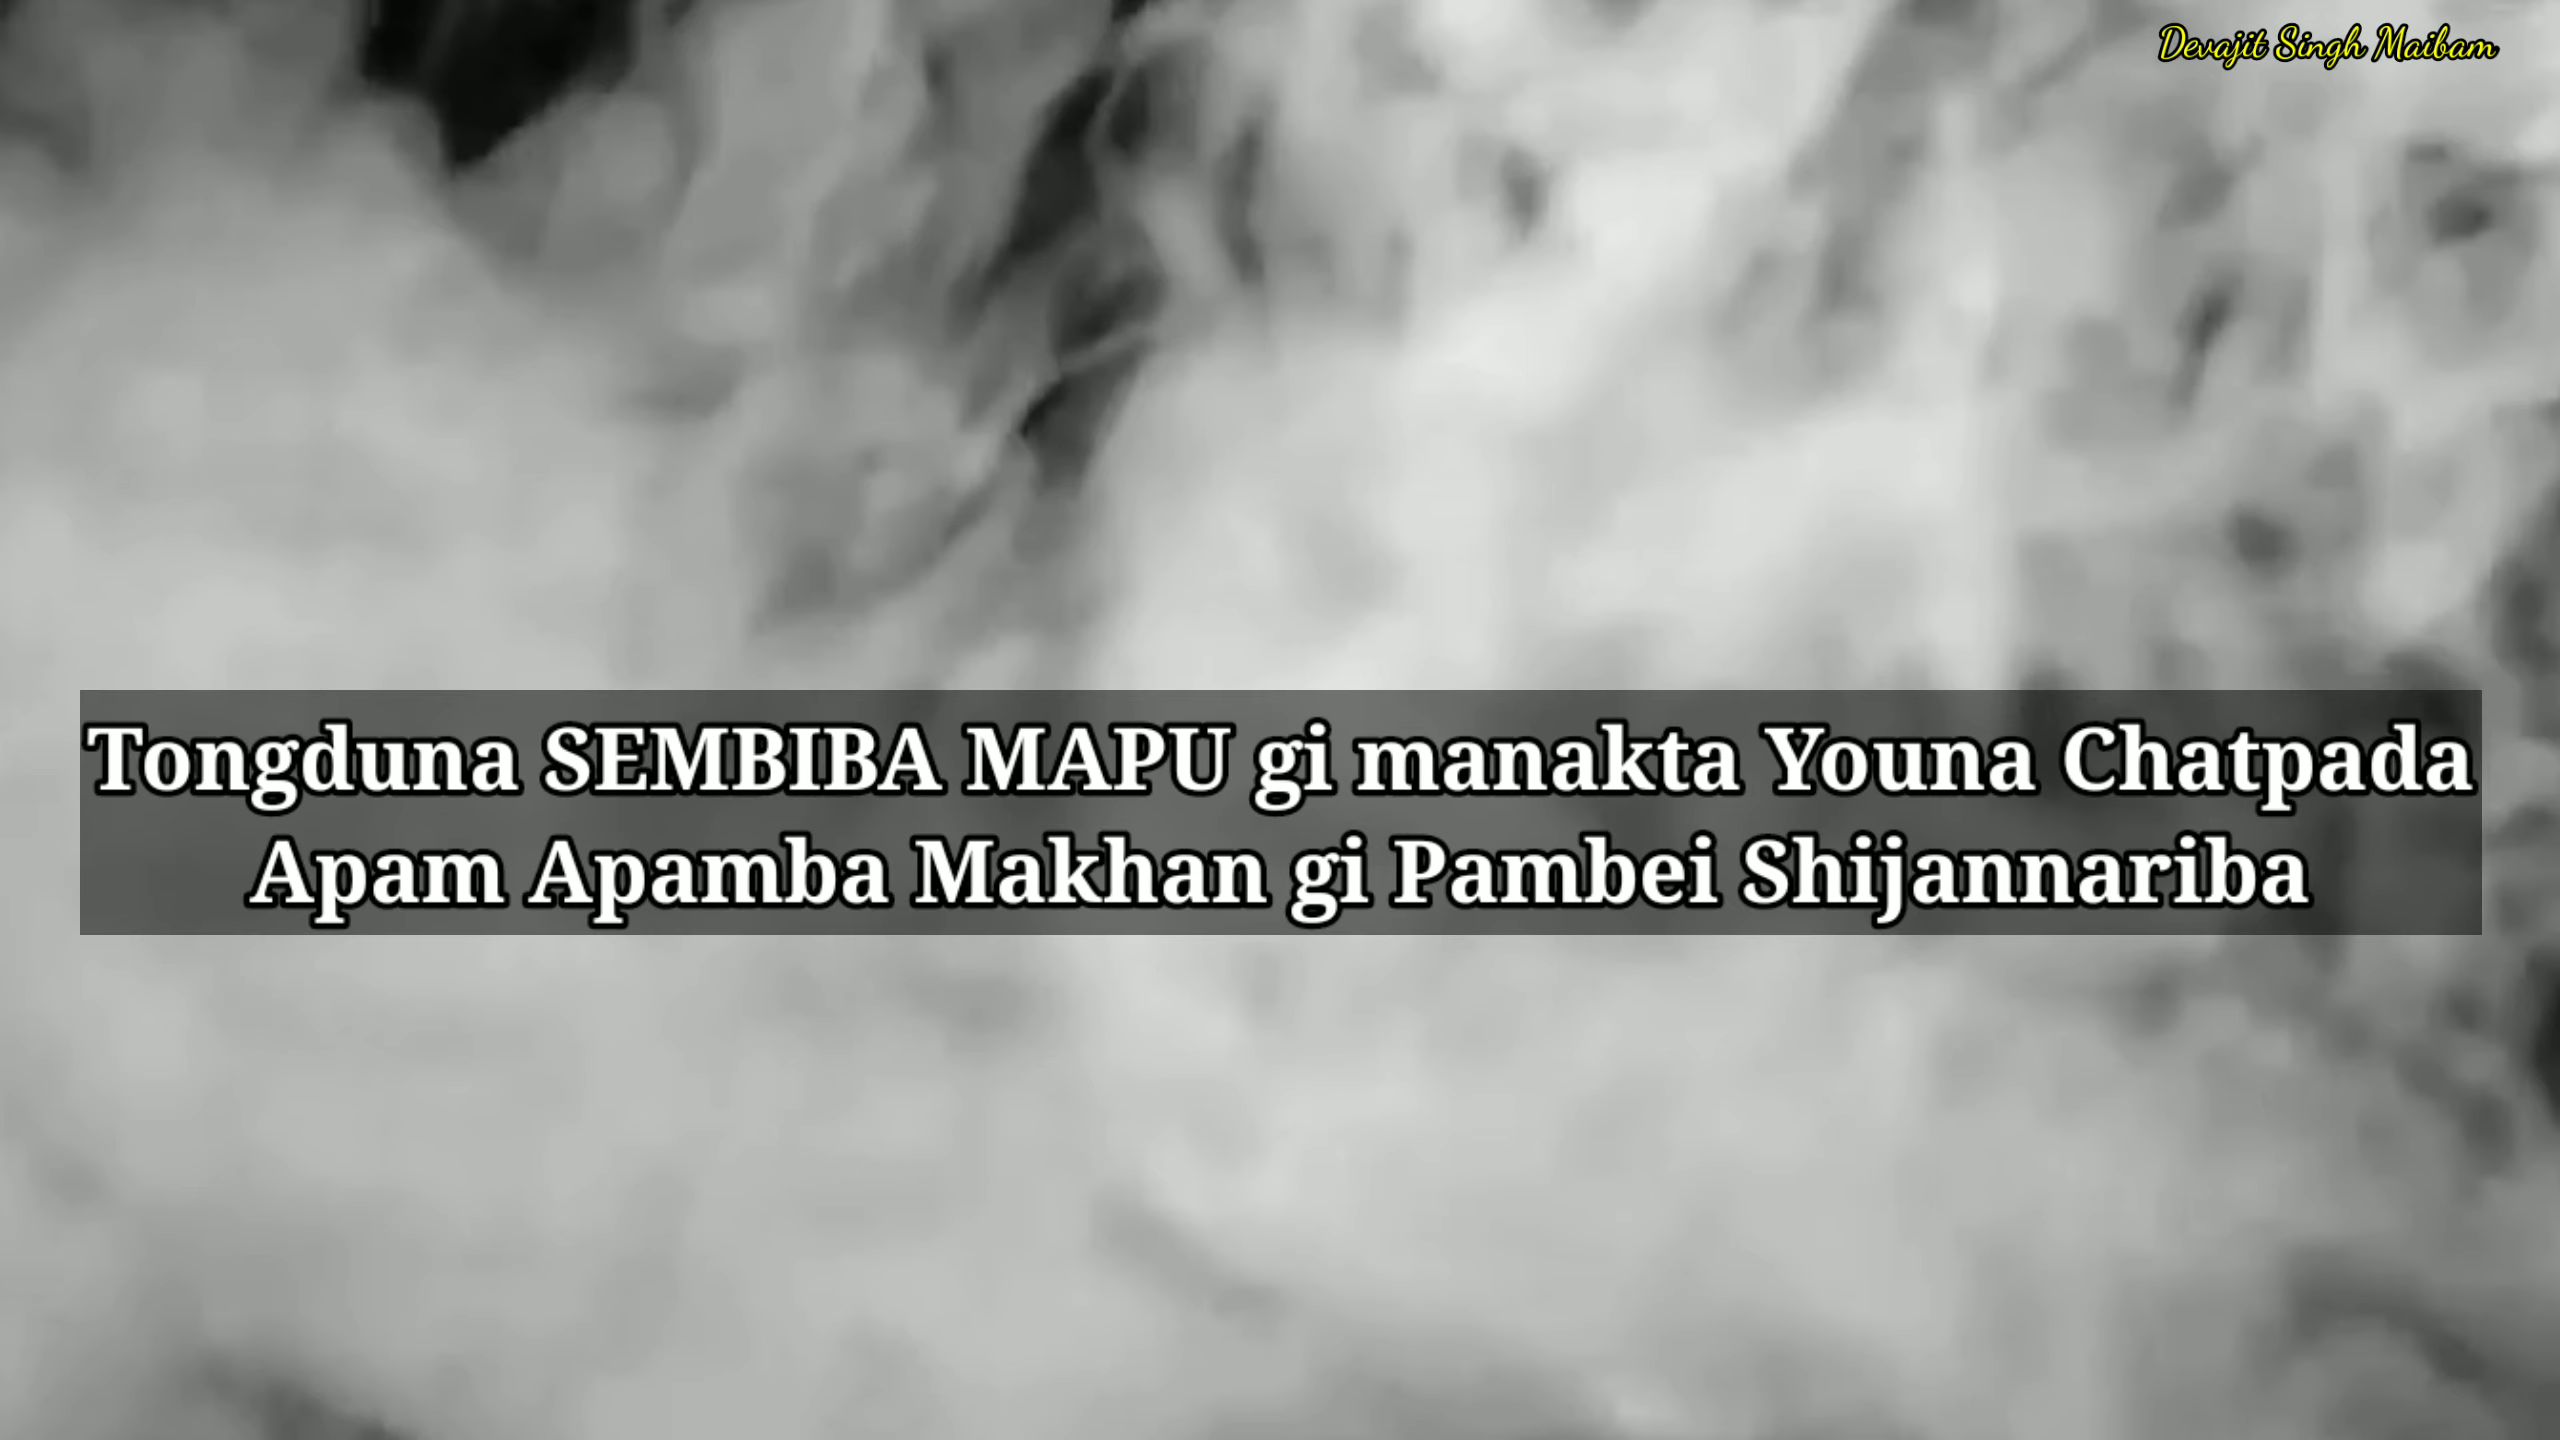 Devajit Singh Maibam
Tongduna SEMBIBA MAPU gi manakta Youna Chatpada
Apam Apamba Makhan gi Pambei Shijannariba